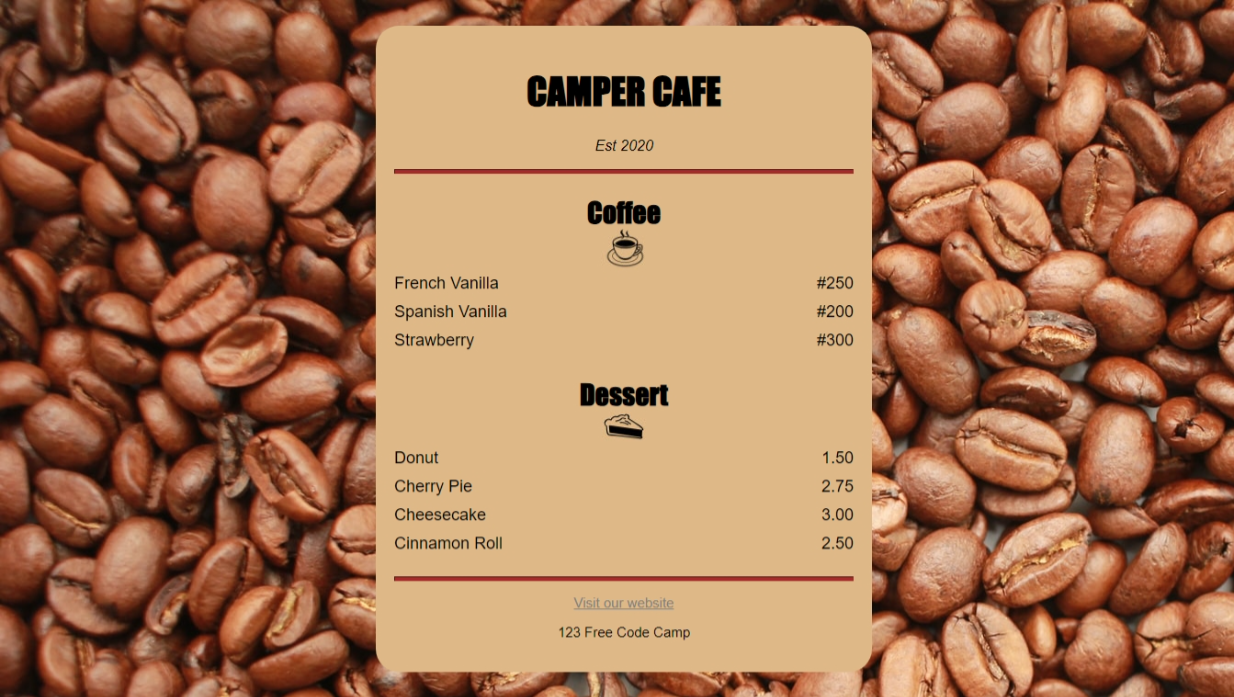 CAMPER CAFE
Est 2020
Coffee
French Vanilla #250
Spanish Vanilla #200
Strawberry #300
Dessert
Donut 1.50
Cherry Pie 2.75
Cheesecake 3.00
Cinnamon Roll 2.50
Visit our website
123 Free Code Camp